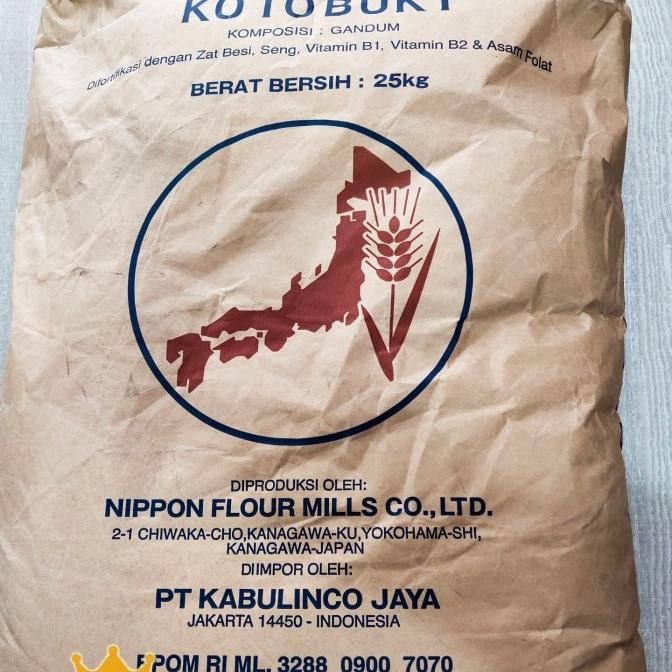 KOTOBUKI
KOMPOSISI : GANDUM
Difortifikasi dengan Zat Besi, Seng, Vitamin B1, Vitamin B2 & Asam Folat
BERAT BERSIH : 25kg
DIPRODUKSI OLEH:
NIPPON FLOUR MILLS CO.,LTD.
2-1 CHIWAKA-CHO,KANAGAWA-KU,YOKOHAMA-SHI,
KANAGAWA-JAPAN
DIIMPOR OLEH:
PT KABULINCO JAYA
JAKARTA 14450 - INDONESIA
BPOM RI ML. 3288 0900 7070